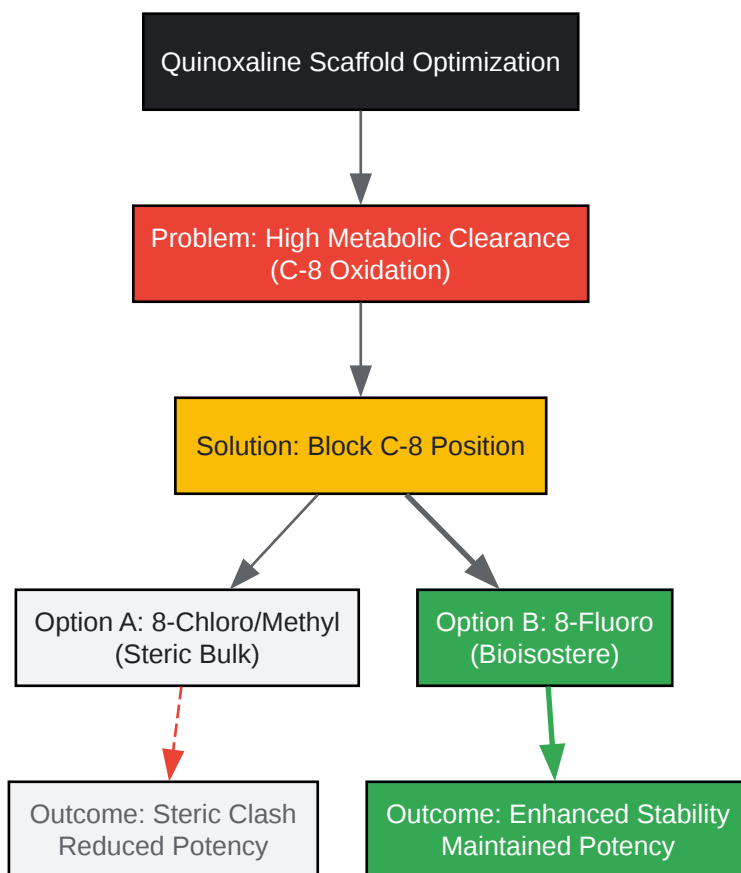 Quinoxaline Scaffold Optimization
Problem: High Metabolic Clearance
(C-8 Oxidation)
Solution: Block C-8 Position
Option A: 8-Chloro/Methyl
(Steric Bulk)
Option B: 8-Fluoro
(Bioisostere)
Outcome: Steric Clash
Reduced Potency
Outcome: Enhanced Stability
Maintained Potency